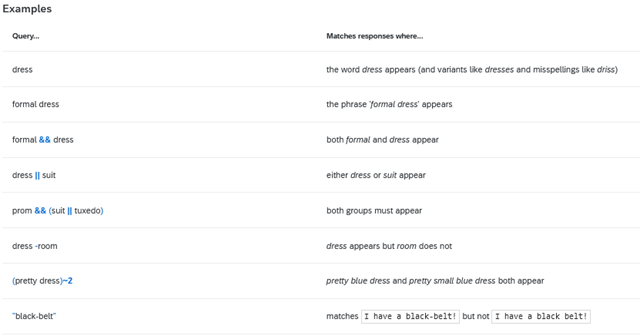 Examples
Query... Matches responses where...
dress the word dress appears (and variants like dresses and misspellings like driss)
formal dress the phrase 'formal dress' appears
formal && dress both formal and dress appear
dress || suit either dress or suit appear
prom && (suit || tuxedo) both groups must appear
dress -room dress appears but room does not
(pretty dress)~2 pretty blue dress and pretty small blue dress both appear
"black-belt" matches I have a black-belt! but not I have a black belt!